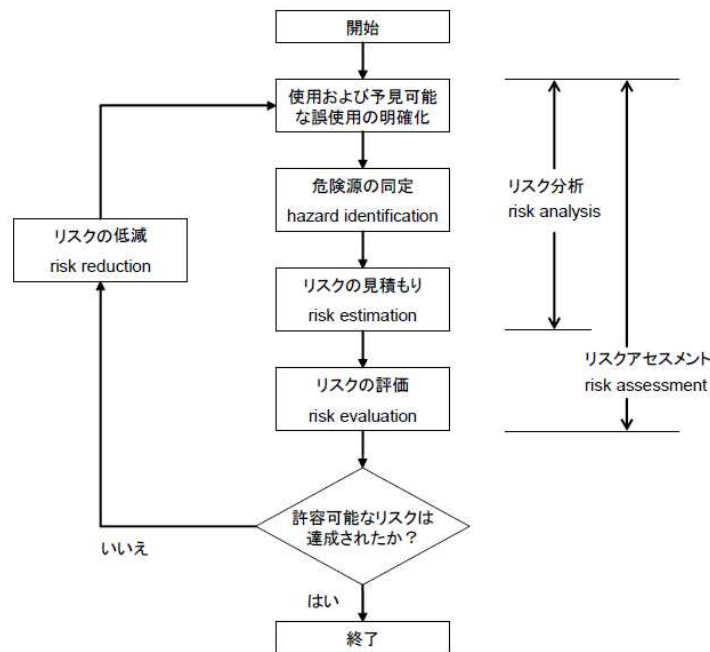 開始
使用および予見可能
な誤使用の明確化
危険源の同定
hazard identification
リスク分析
risk analysis
リスクの低減
risk reduction
リスクの見積もり
risk estimation
リスクアセスメント
risk assessment
リスクの評価
risk evaluation
許容可能なリスクは
達成されたか？
いいえ
はい
終了